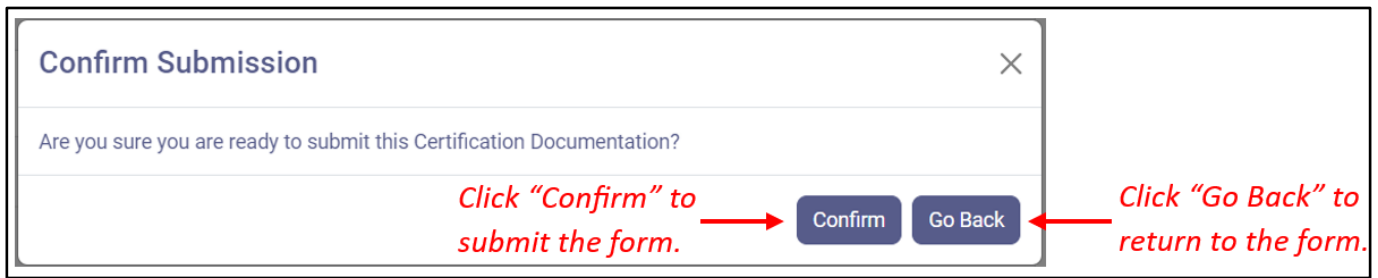 Confirm Submission
Are you sure you are ready to submit this Certification Documentation?
Click “Confirm” to
submit the form.
Confirm
Go Back
Click “Go Back” to
return to the form.